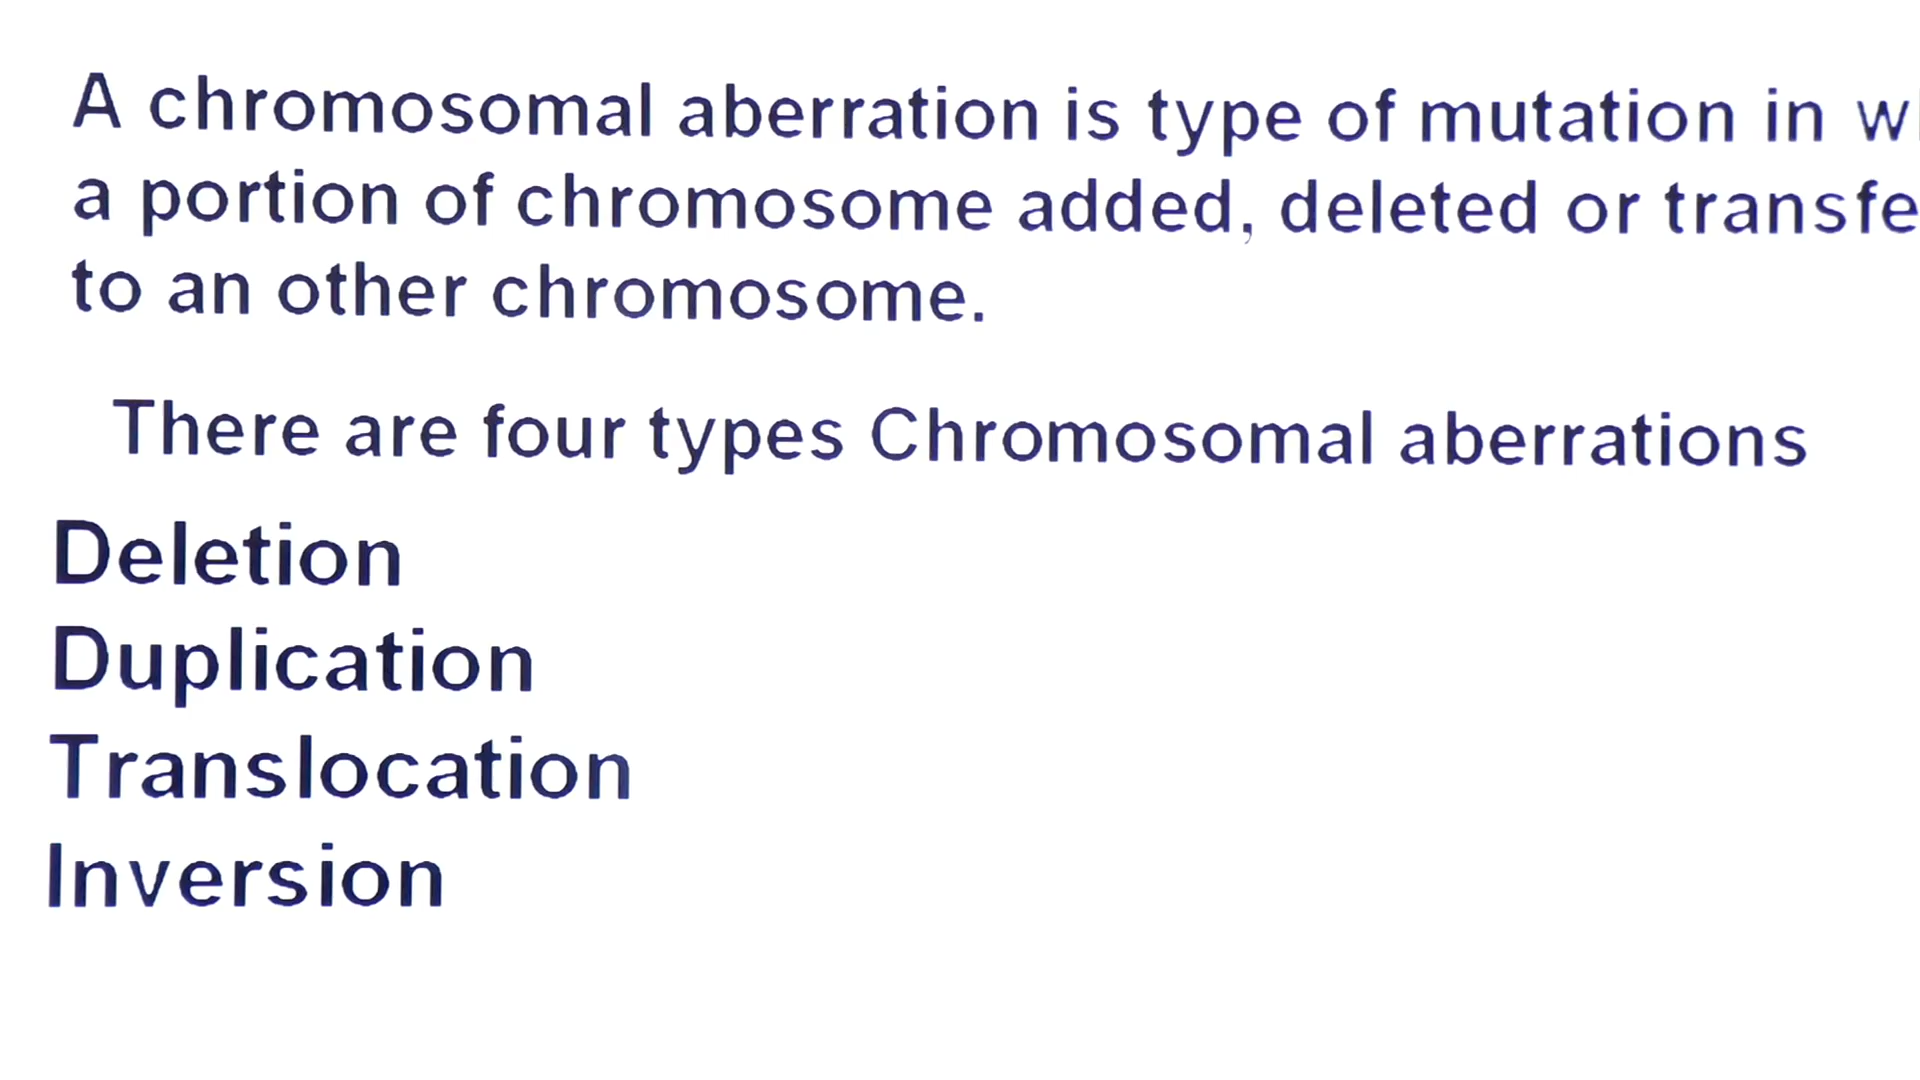 A chromosomal aberration is type of mutation in
a portion of chromosome added, deleted or
to an other chromosome.
There are four types Chromosomal aberrations
Deletion
Duplication
Translocation
Inversion